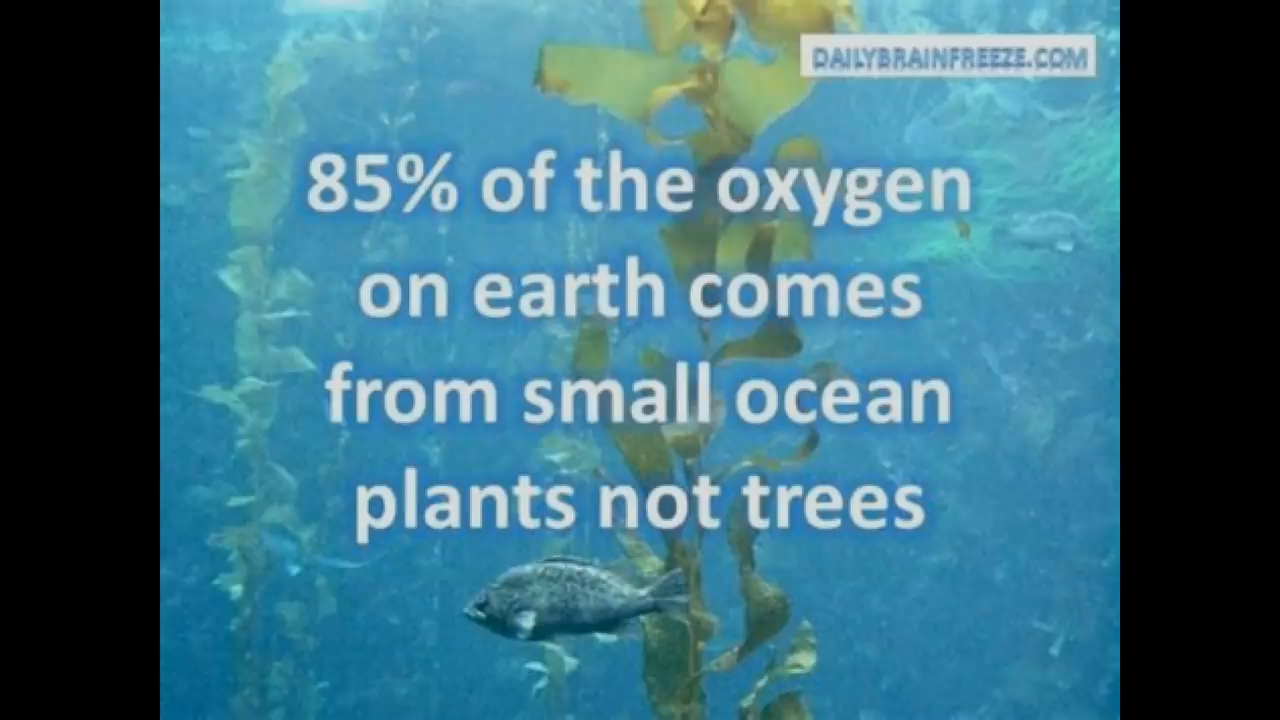 DAILYBRAINFREEZE.COM
85% of the oxygen
on earth comes
from small ocean
plants not trees